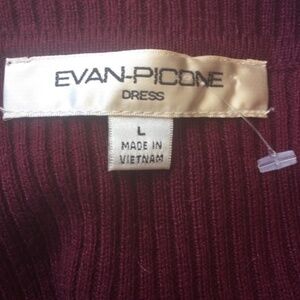 EVAN-PICONE
DRESS
L
MADE IN
VIETNAM